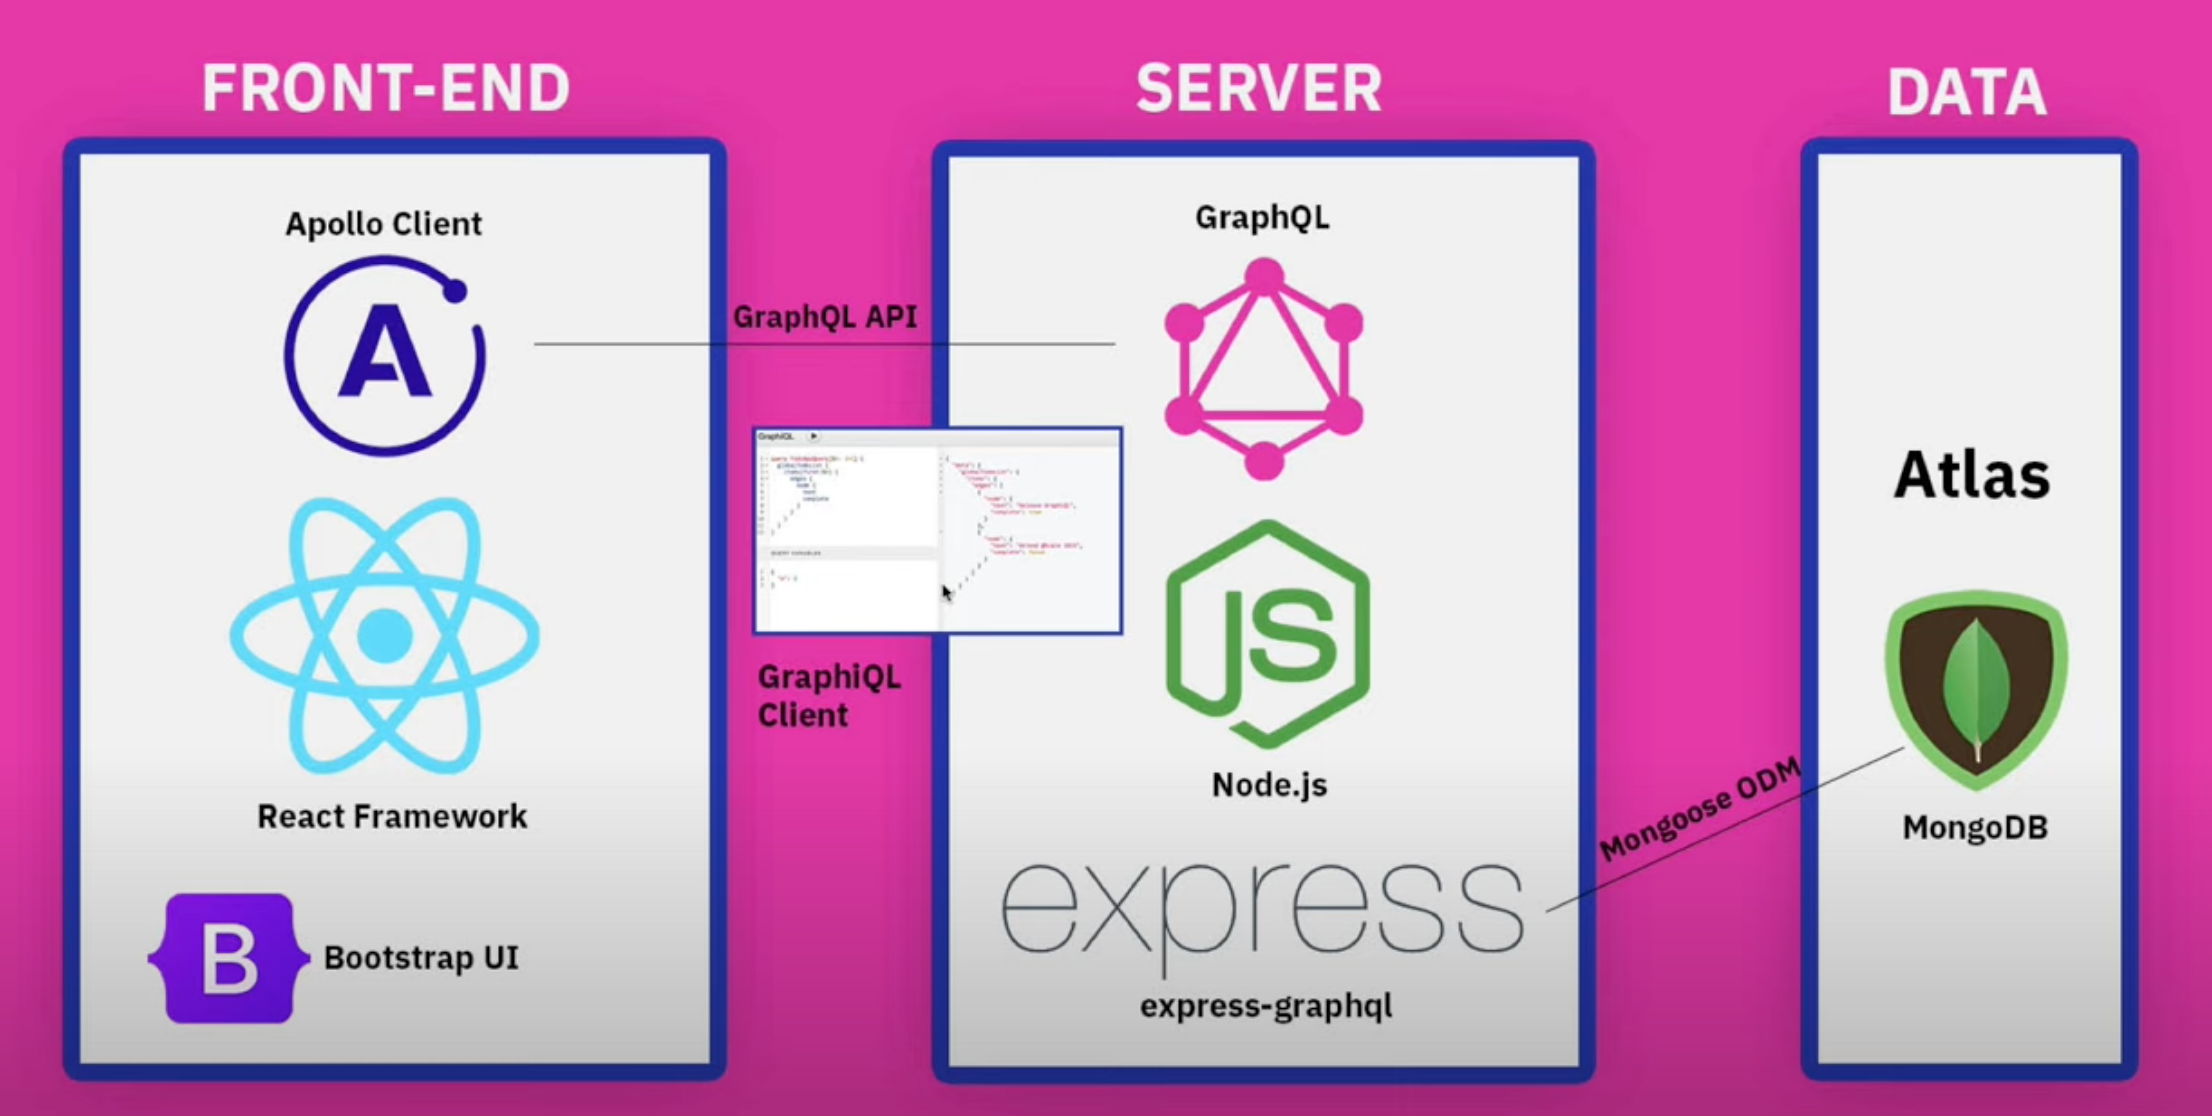 FRONT-END
SERVER
DATA
Apollo Client
A
React Framework
B
Bootstrap UI
GraphQL API
GraphiQL
GraphiQL
Client
GraphQL
JS
Node.js
express
express-graphql
Mongoose ODM
Atlas
MongoDB